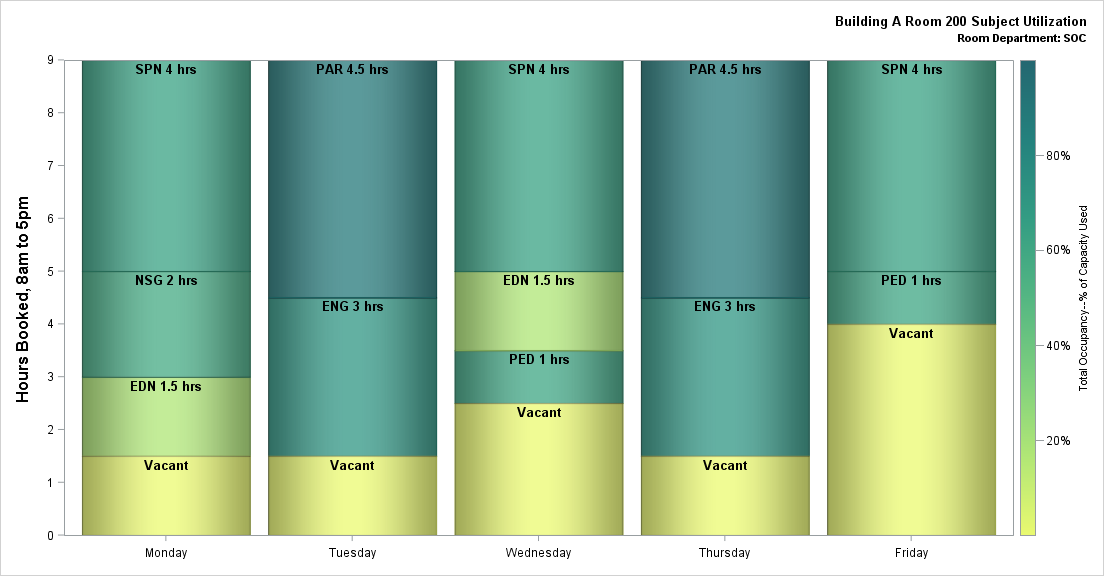 Building A Room 200 Subject Utilization
Room Department: SOC
Hours Booked, 8am to 5pm
9
8
7
6
5
4
3
2
1
0
SPN 4 hrs
NSG 2 hrs
EDN 1.5 hrs
Vacant
PAR 4.5 hrs
ENG 3 hrs
Vacant
SPN 4 hrs
EDN 1.5 hrs
PED 1 hrs
Vacant
PAR 4.5 hrs
ENG 3 hrs
Vacant
SPN 4 hrs
PED 1 hrs
Vacant
Monday
Tuesday
Wednesday
Thursday
Friday
80%
60%
40%
20%
Total Occupancy--% of Capacity Used